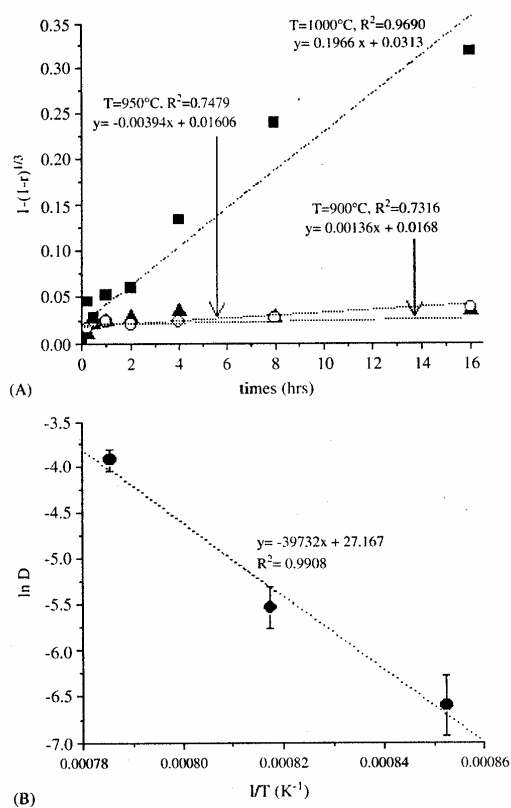 T=1000°C, R²=0.9690
y= 0.1966 x + 0.0313
T=950°C, R²=0.7479
y= -0.00394x + 0.01606
T=900°C, R²=0.7316
y= 0.00136x + 0.0168
1-(1-r)^1/3
0.35
0.30
0.25
0.20
0.15
0.10
0.05
0.00
0 2 4 6 8 10 12 14 16
times (hrs)
(A)
-3.5
-4.0
-4.5
-5.0
-5.5
-6.0
-6.5
-7.0
ln D
y= -39732x + 27.167
R²= 0.9908
0.00078 0.00080 0.00082 0.00084 0.00086
1/T (K⁻¹)
(B)